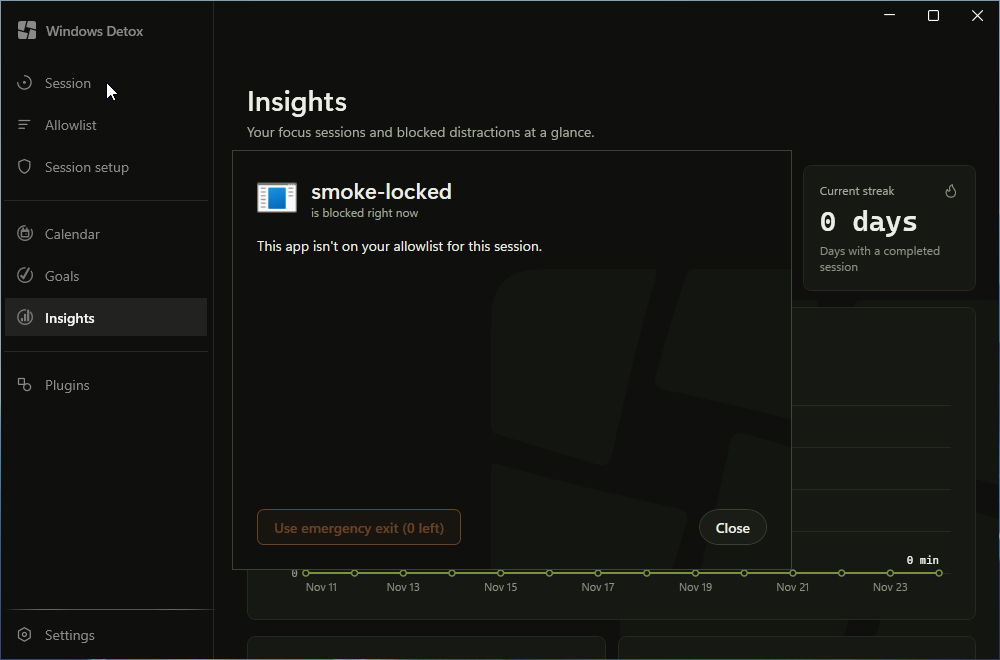 Windows Detox
Session
Allowlist
Session setup
Calendar
Goals
Insights
Plugins
Settings
Insights
Your focus sessions and blocked distractions at a glance.
smoke-locked
is blocked right now
This app isn't on your allowlist for this session.
Use emergency exit (0 left)
Close
Current streak
0 days
Days with a completed
session
0 min
0
Nov 11 Nov 13 Nov 15 Nov 17 Nov 19 Nov 21 Nov 23